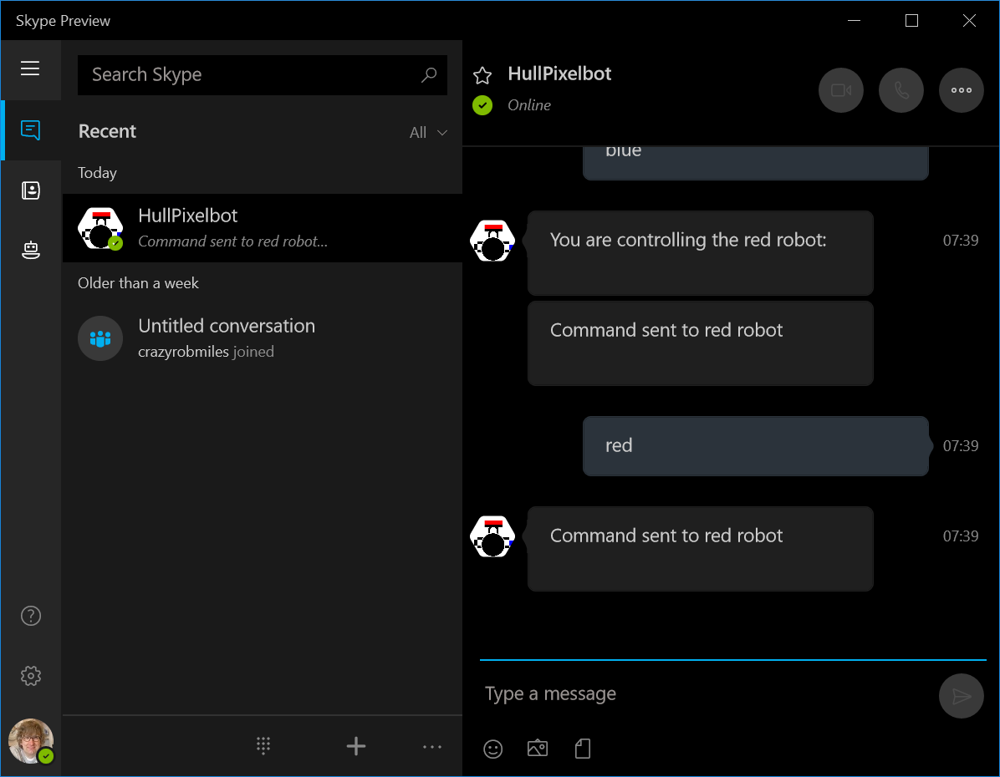 Skype Preview
Search Skype
Recent
All
Today
HullPixelbot
Command sent to red robot...
Older than a week
Untitled conversation
crazyrobmiles joined
HullPixelbot
Online
blue
You are controlling the red robot:
07:39
Command sent to red robot
red
07:39
Command sent to red robot
07:39
Type a message